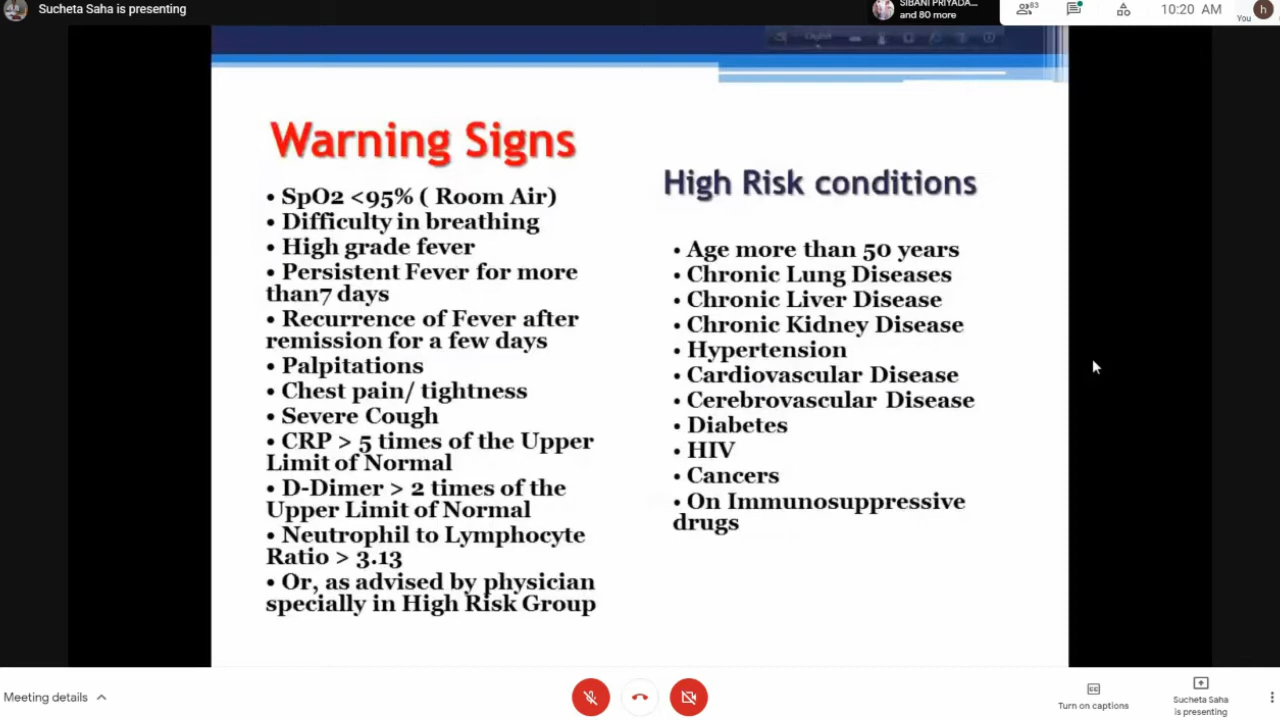 Sucheta Saha is presenting
SIBANI PRIYADA...
and 80 more
83
10:20 AM
You
h
Warning Signs
• SpO2 <95% ( Room Air)
• Difficulty in breathing
• High grade fever
• Persistent Fever for more
than7 days
• Recurrence of Fever after
remission for a few days
• Palpitations
• Chest pain/ tightness
• Severe Cough
• CRP > 5 times of the Upper
Limit of Normal
• D-Dimer > 2 times of the
Upper Limit of Normal
• Neutrophil to Lymphocyte
Ratio > 3.13
• Or, as advised by physician
specially in High Risk Group
High Risk conditions
• Age more than 50 years
• Chronic Lung Diseases
• Chronic Liver Disease
• Chronic Kidney Disease
• Hypertension
• Cardiovascular Disease
• Cerebrovascular Disease
• Diabetes
• HIV
• Cancers
• On Immunosuppressive
drugs
Meeting details
Turn on captions
Sucheta Saha
is presenting